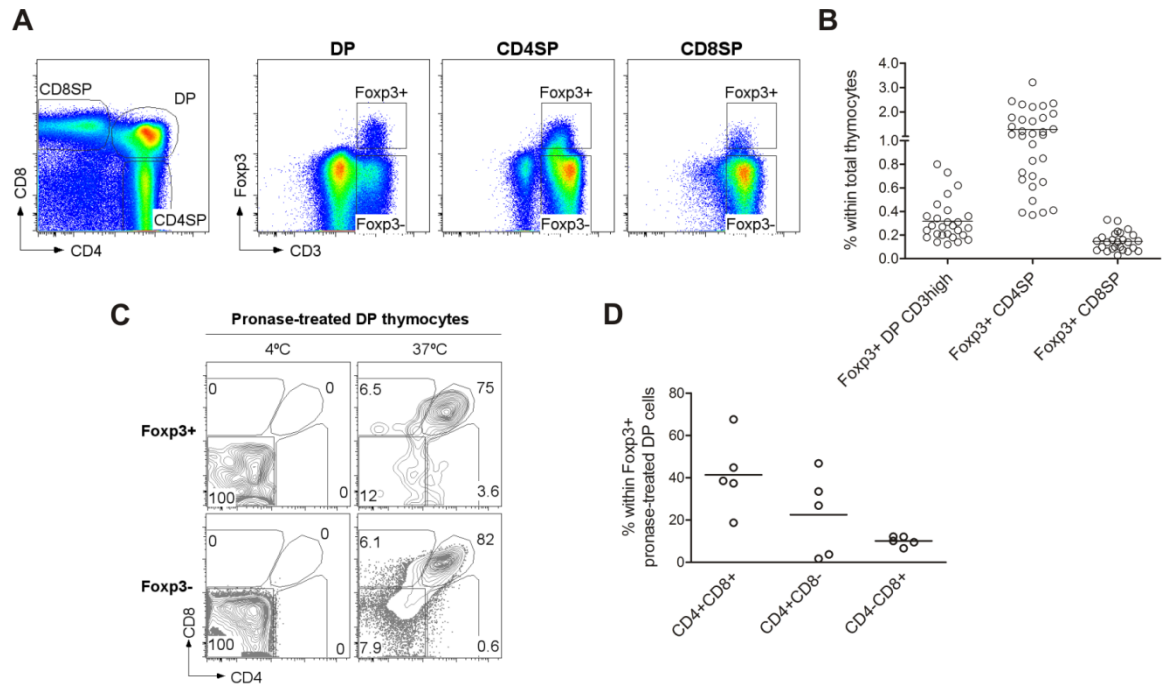 A
DP
CD4SP
CD8SP
CD8SP
DP
CD4SP
CD8
CD4
Foxp3+
Foxp3-
Foxp3+
Foxp3-
Foxp3+
Foxp3-
Foxp3
CD3
B
4.0
3.0
2.0
1.0
0.8
0.6
0.4
0.2
0.0
% within total thymocytes
Foxp3+ DP CD3high
Foxp3+ CD4SP
Foxp3+ CD8SP
C
Pronase-treated DP thymocytes
4ºC
37ºC
Foxp3+
0
0
100
0
6.5
75
12
3.6
Foxp3-
0
0
100
0
6.1
82
7.9
0.6
CD8
CD4
D
80
60
40
20
0
% within Foxp3+
pronase-treated DP cells
CD4+CD8+
CD4+CD8-
CD4-CD8+